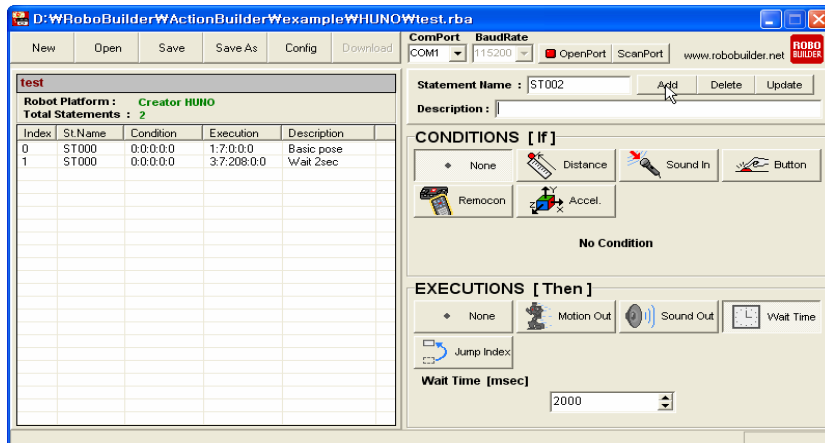 D:₩RoboBuilder₩ActionBuilder₩example₩HUNO₩test.rba
New Open Save Save As Config Download
ComPort BaudRate
COM1 115200 OpenPort ScanPort www.robobuilder.net ROBO BUILDER
test
Robot Platform : Creator HUNO
Total Statements : 2
Index St.Name Condition Execution Description
0 ST000 0:0:0:0:0 1:7:0:0:0 Basic pose
1 ST000 0:0:0:0:0 3:7:208:0:0 Wait 2sec
Statement Name : ST002 Add Delete Update
Description :
CONDITIONS [ If ]
None Distance Sound In Button
Remocon Accel.
No Condition
EXECUTIONS [ Then ]
None Motion Out Sound Out Wait Time
Jump Index
Wait Time [msec]
2000